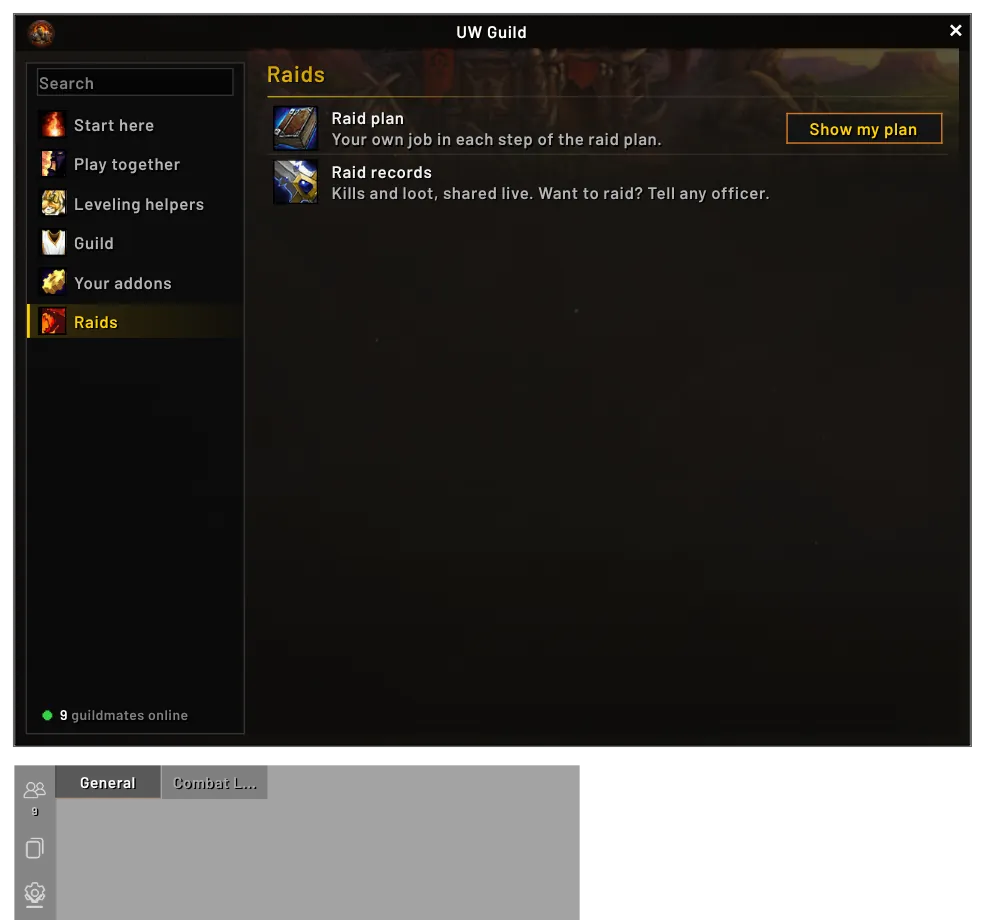 UW Guild
Search
Start here
Play together
Leveling helpers
Guild
Your addons
Raids
9 guildmates online
Raids
Raid plan
Your own job in each step of the raid plan.
Show my plan
Raid records
Kills and loot, shared live. Want to raid? Tell any officer.
General
Combat L...
9